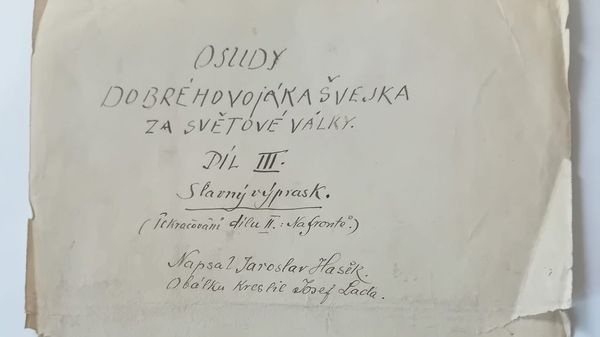 OSUDY
DOBRÉHO VOJÁKA ŠVEJKA
ZA SVĚTOVÉ VÁLKY.
DÍL III.
Slavný výprask.
(Pokračování dílu II.: Na frontě.)
Napsal Jaroslav Hašek.
Obálku kreslil Josef Lada.